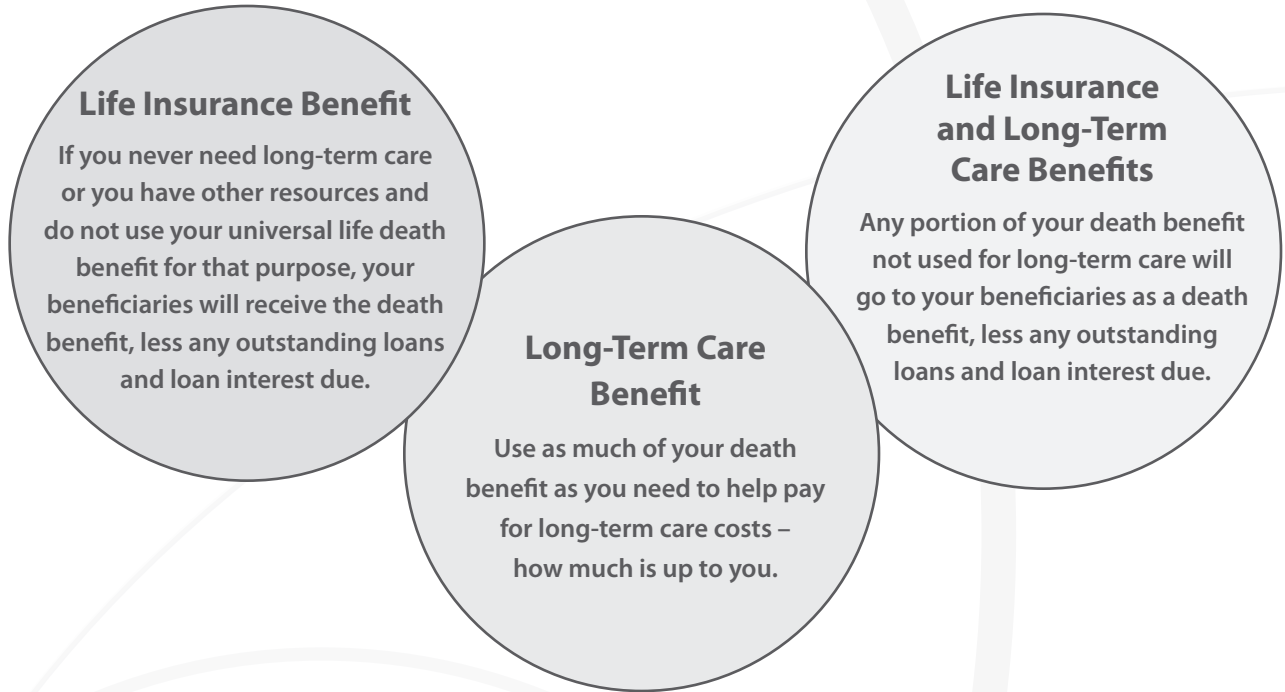 Life Insurance Benefit
If you never need long-term care
or you have other resources and
do not use your universal life death
benefit for that purpose, your
beneficiaries will receive the death
benefit, less any outstanding loans
and loan interest due.
Long-Term Care
Benefit
Use as much of your death
benefit as you need to help pay
for long-term care costs –
how much is up to you.
Life Insurance
and Long-Term
Care Benefits
Any portion of your death benefit
not used for long-term care will
go to your beneficiaries as a death
benefit, less any outstanding
loans and loan interest due.